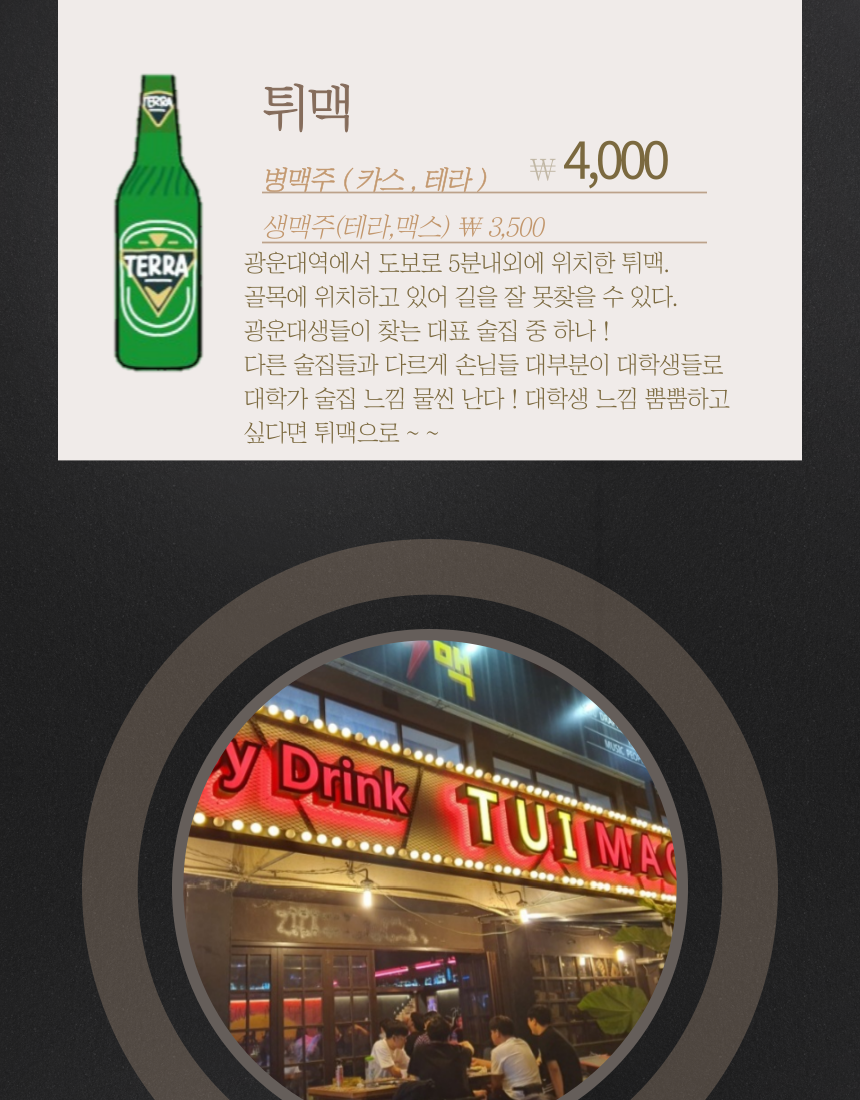 TERRA
튀맥
병맥주 ( 카스 , 테라 ) ₩ 4,000
TERRA
생맥주(테라,맥스) ₩ 3,500
광운대역에서 도보로 5분내외에 위치한 튀맥.
골목에 위치하고 있어 길을 잘 못찾을 수 있다.
광운대생들이 찾는 대표 술집 중 하나 !
다른 술집들과 다르게 손님들 대부분이 대학생들로
대학가 술집 느낌 물씬 난다 ! 대학생 느낌 뿜뿜하고
싶다면 튀맥으로 ~ ~
맥
y Drink TUI MAC